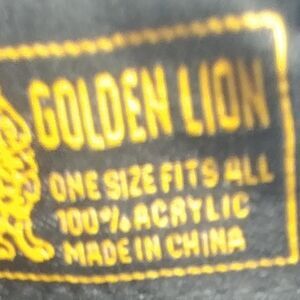 GOLDEN LION
ONE SIZE FITS ALL
100% ACRYLIC
MADE IN CHINA